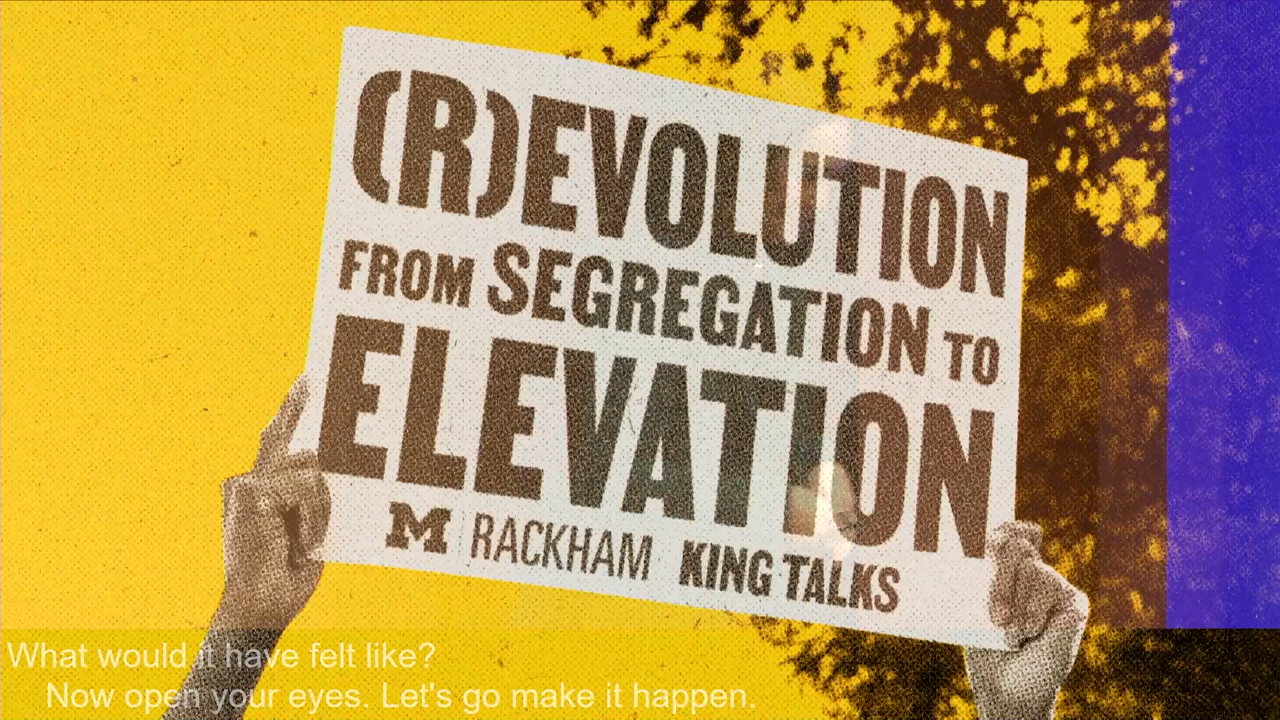 (R)EVOLUTION
FROM SEGREGATION TO
ELEVATION
M | RACKHAM KING TALKS
What would it have felt like?
Now open your eyes. Let's go make it happen.